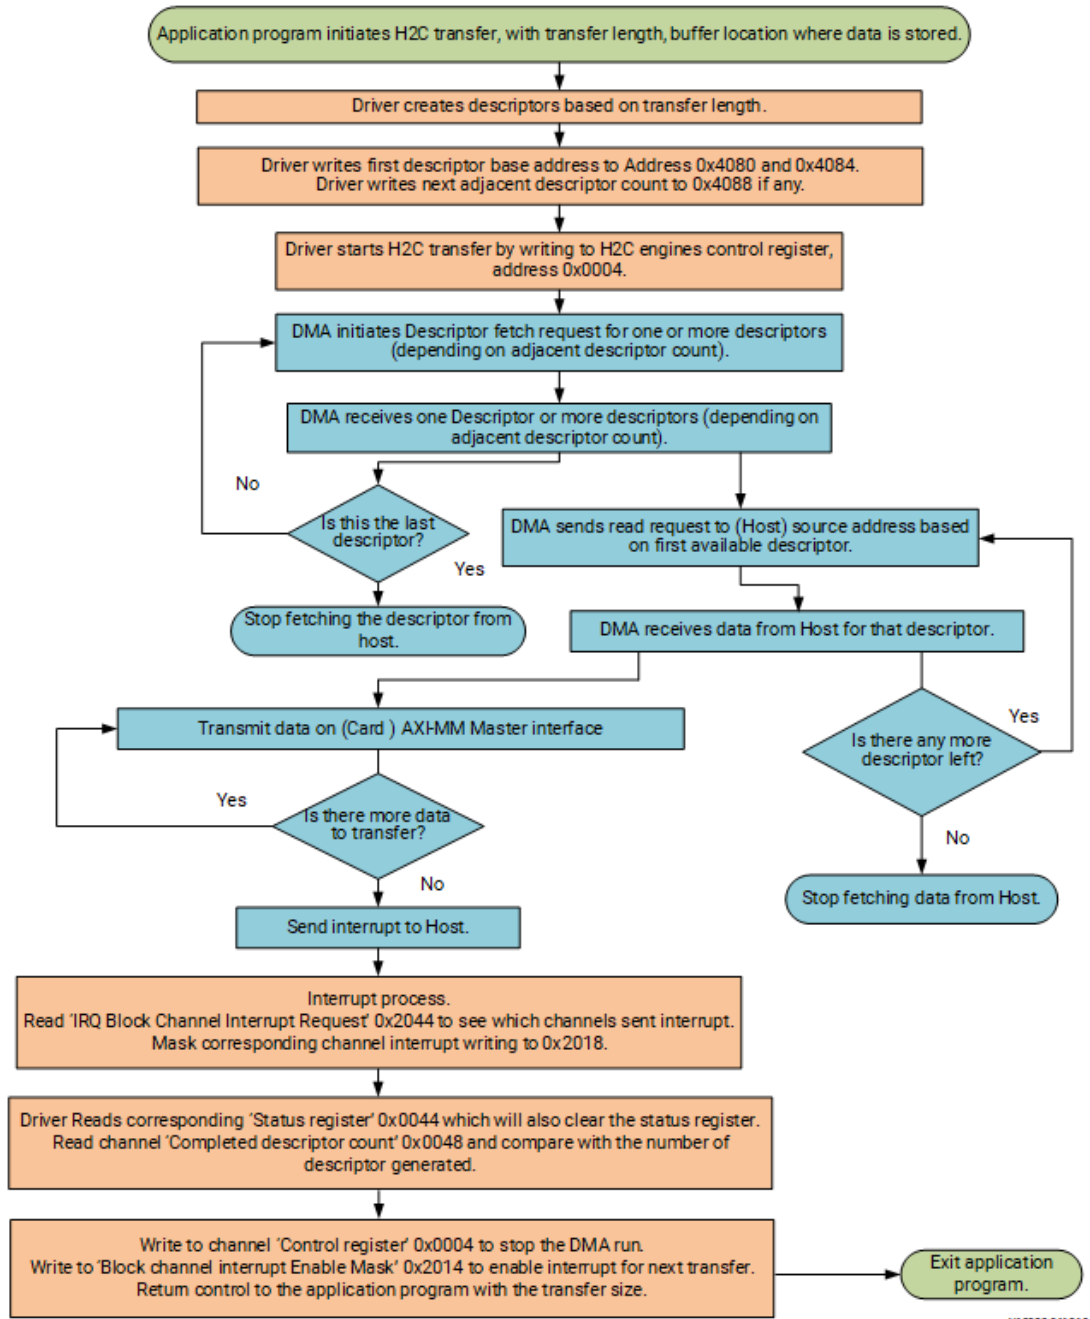 Application program initiates H2C transfer, with transfer length, buffer location where data is stored.
Driver creates descriptors based on transfer length.
Driver writes first descriptor base address to Address 0x4080 and 0x4084.
Driver writes next adjacent descriptor count to 0x4088 if any.
Driver starts H2C transfer by writing to H2C engines control register,
address 0x0004.
DMA initiates Descriptor fetch request for one or more descriptors
(depending on adjacent descriptor count).
DMA receives one Descriptor or more descriptors (depending on
adjacent descriptor count).
No
Is this the last
descriptor?
Yes
Stop fetching the descriptor from
host.
DMA sends read request to (Host) source address based
on first available descriptor.
DMA receives data from Host for that descriptor.
Is there any more
descriptor left?
Yes
No
Stop fetching data from Host.
Transmit data on (Card ) AXI-MM Master interface
Yes
Is there more data
to transfer?
No
Send interrupt to Host.
Interrupt process.
Read ‘IRQ Block Channel Interrupt Request’ 0x2044 to see which channels sent interrupt.
Mask corresponding channel interrupt writing to 0x2018.
Driver Reads corresponding ‘Status register’ 0x0044 which will also clear the status register.
Read channel ‘Completed descriptor count’ 0x0048 and compare with the number of
descriptor generated.
Write to channel ‘Control register’ 0x0004 to stop the DMA run.
Write to ‘Block channel interrupt Enable Mask’ 0x2014 to enable interrupt for next transfer.
Return control to the application program with the transfer size.
Exit application
program.